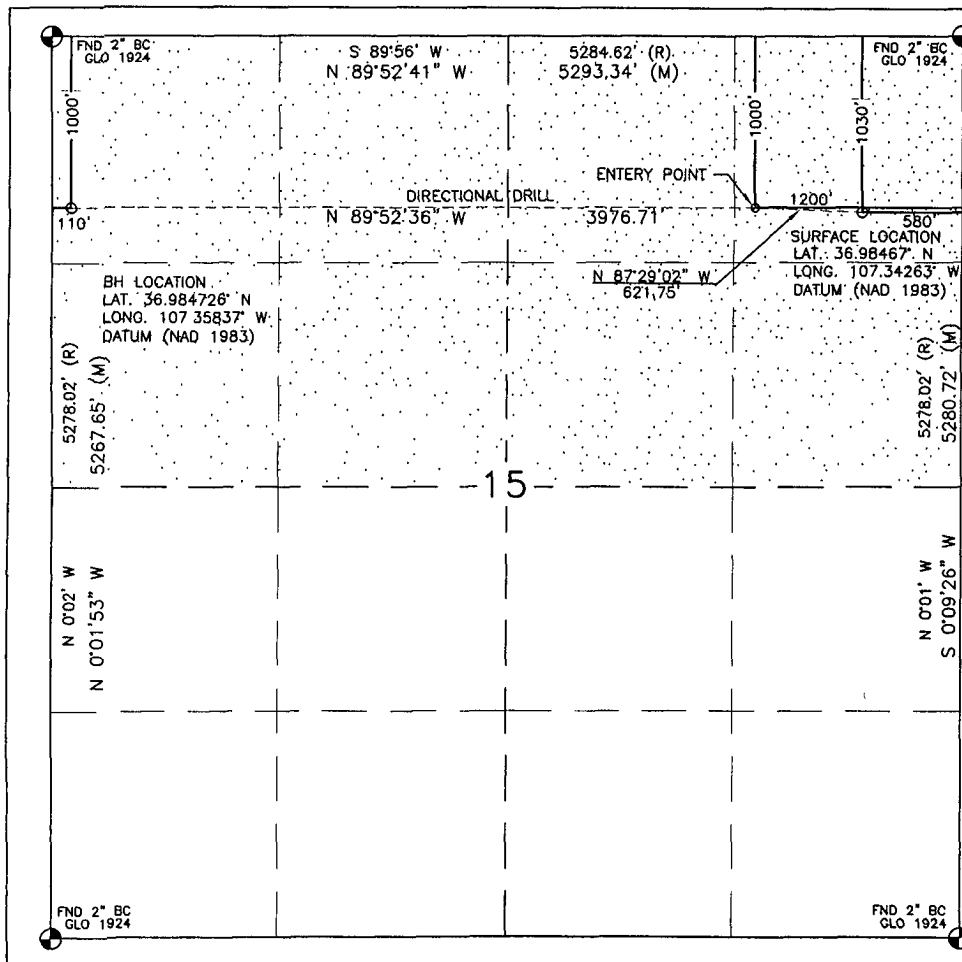 FND 2" BC
GLO 1924
S 89°56' W 5284.62' (R)
N 89°52'41" W 5293.34' (M)
FND 2" BC
GLO 1924
1000'
1000'
1030'
ENTERY POINT
DIRECTIONAL DRILL
1200'
110'
N 89°52'36" W 3976.71'
580'
SURFACE LOCATION
LAT. 36.98467° N
LONG. 107.34263° W
DATUM (NAD 1983)
N 87°29'02" W
621.75'
BH LOCATION
LAT. 36.984726° N
LONG. 107.35837° W
DATUM (NAD 1983)
5278.02' (R)
5267.65' (M)
5278.02' (R)
5280.72' (M)
15
N 0°02' W
N 0°01'53" W
N 0°01' W
S 0°09'26" W
FND 2" BC
GLO 1924
FND 2" BC
GLO 1924